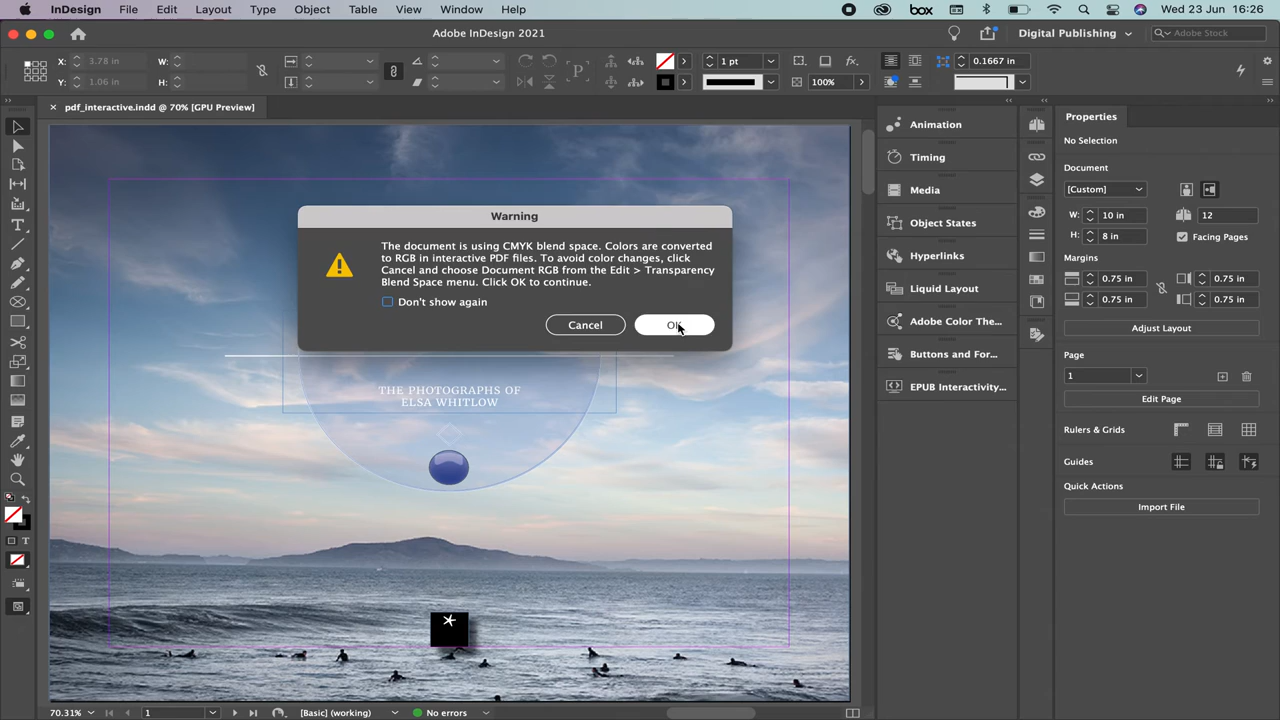 InDesign File Edit Layout Type Object Table View Window Help box Wed 23 Jun 16:26
Adobe InDesign 2021 Digital Publishing Adobe Stock
X: 3.78 in W: 1 pt fx. 0.1667 in
Y: 1.06 in H: P 100%
× pdf_interactive.indd @ 70% [GPU Preview]
Warning
The document is using CMYK blend space. Colors are converted
to RGB in interactive PDF files. To avoid color changes, click
Cancel and choose Document RGB from the Edit > Transparency
Blend Space menu. Click OK to continue.
Don't show again
Cancel OK
THE PHOTOGRAPHS OF
ELSA WHITLOW
*
Animation
Timing
Media
Object States
Hyperlinks
Liquid Layout
Adobe Color The...
Buttons and For...
EPUB Interactivity...
Properties
No Selection
Document
[Custom]
W: 10 in 12
H: 8 in Facing Pages
Margins
0.75 in 0.75 in
0.75 in 0.75 in
Adjust Layout
Page
1
Edit Page
Rulers & Grids
Guides
Quick Actions
Import File
70.31% 1 [Basic] (working) No errors